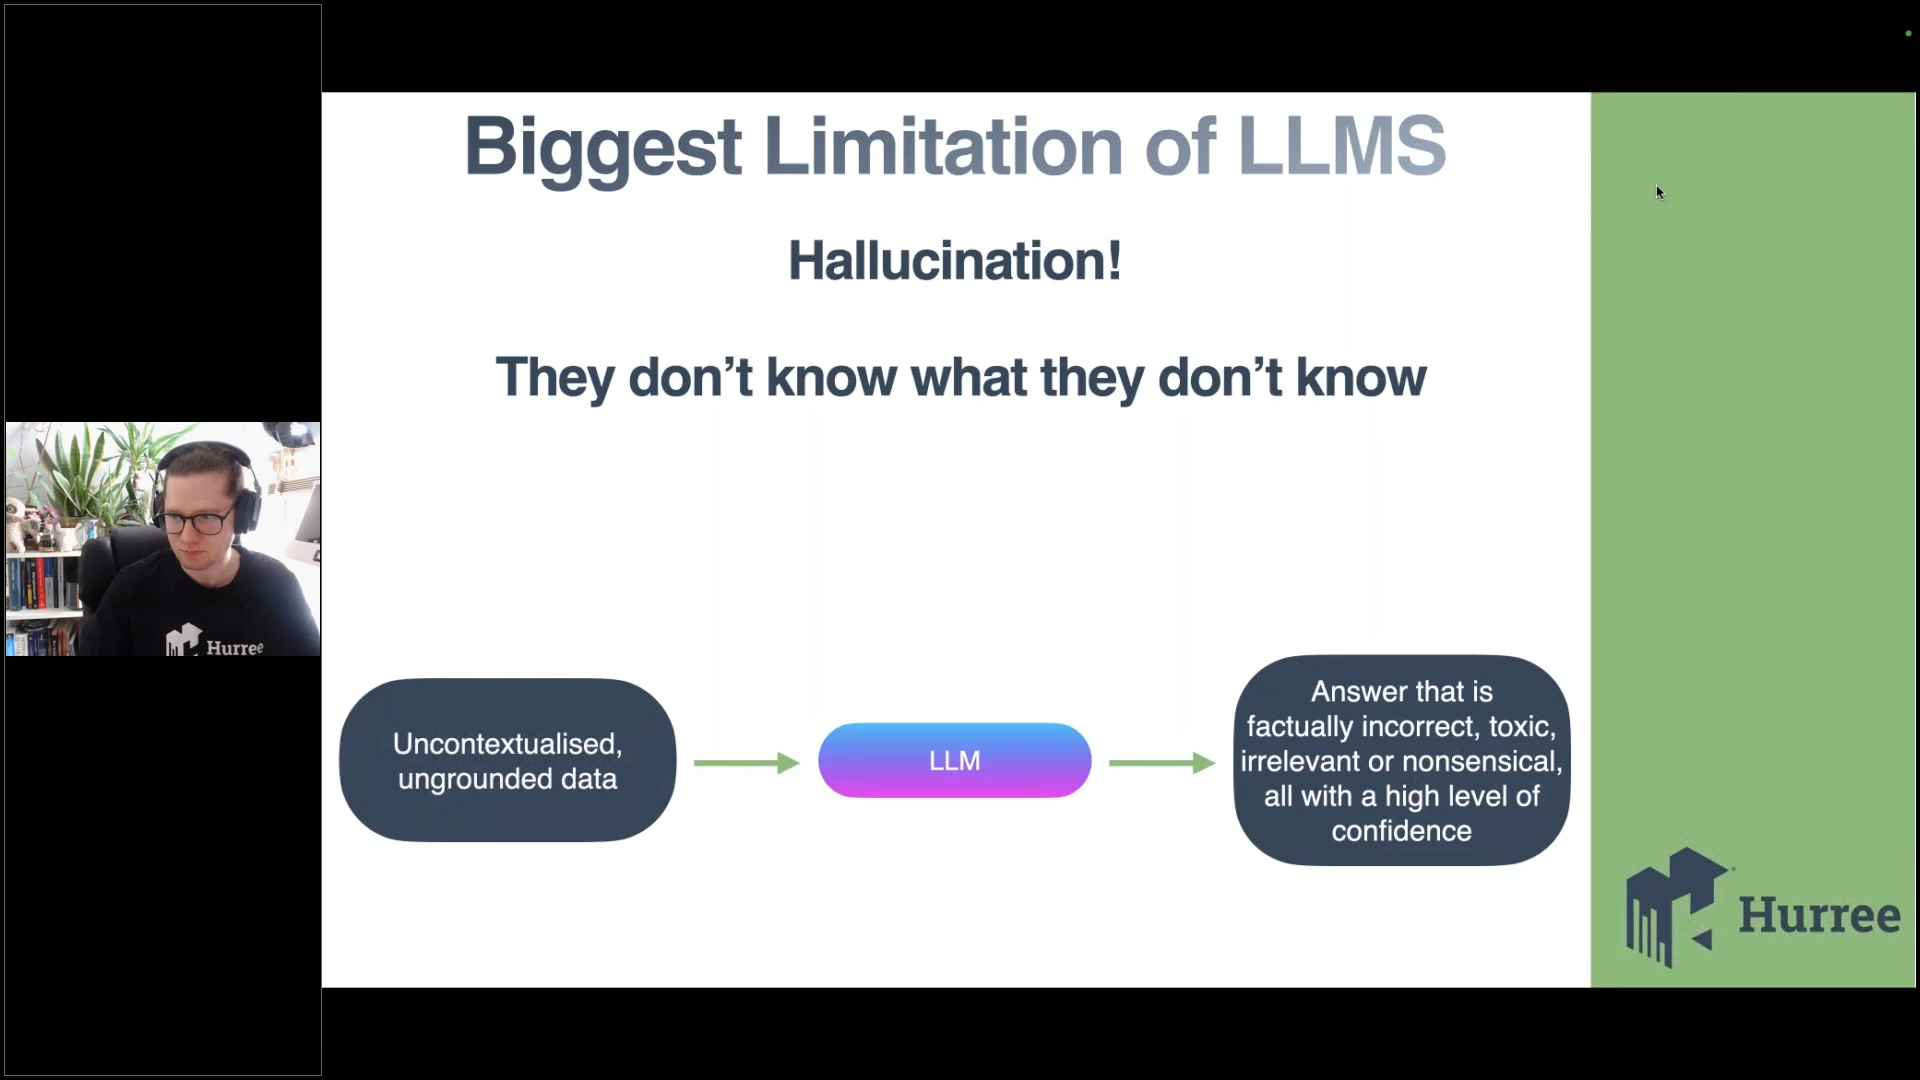 Biggest Limitation of LLMS
Hallucination!
They don’t know what they don’t know
Uncontextualised,
ungrounded data
LLM
Answer that is
factually incorrect, toxic,
irrelevant or nonsensical,
all with a high level of
confidence
Hurree
Hurree